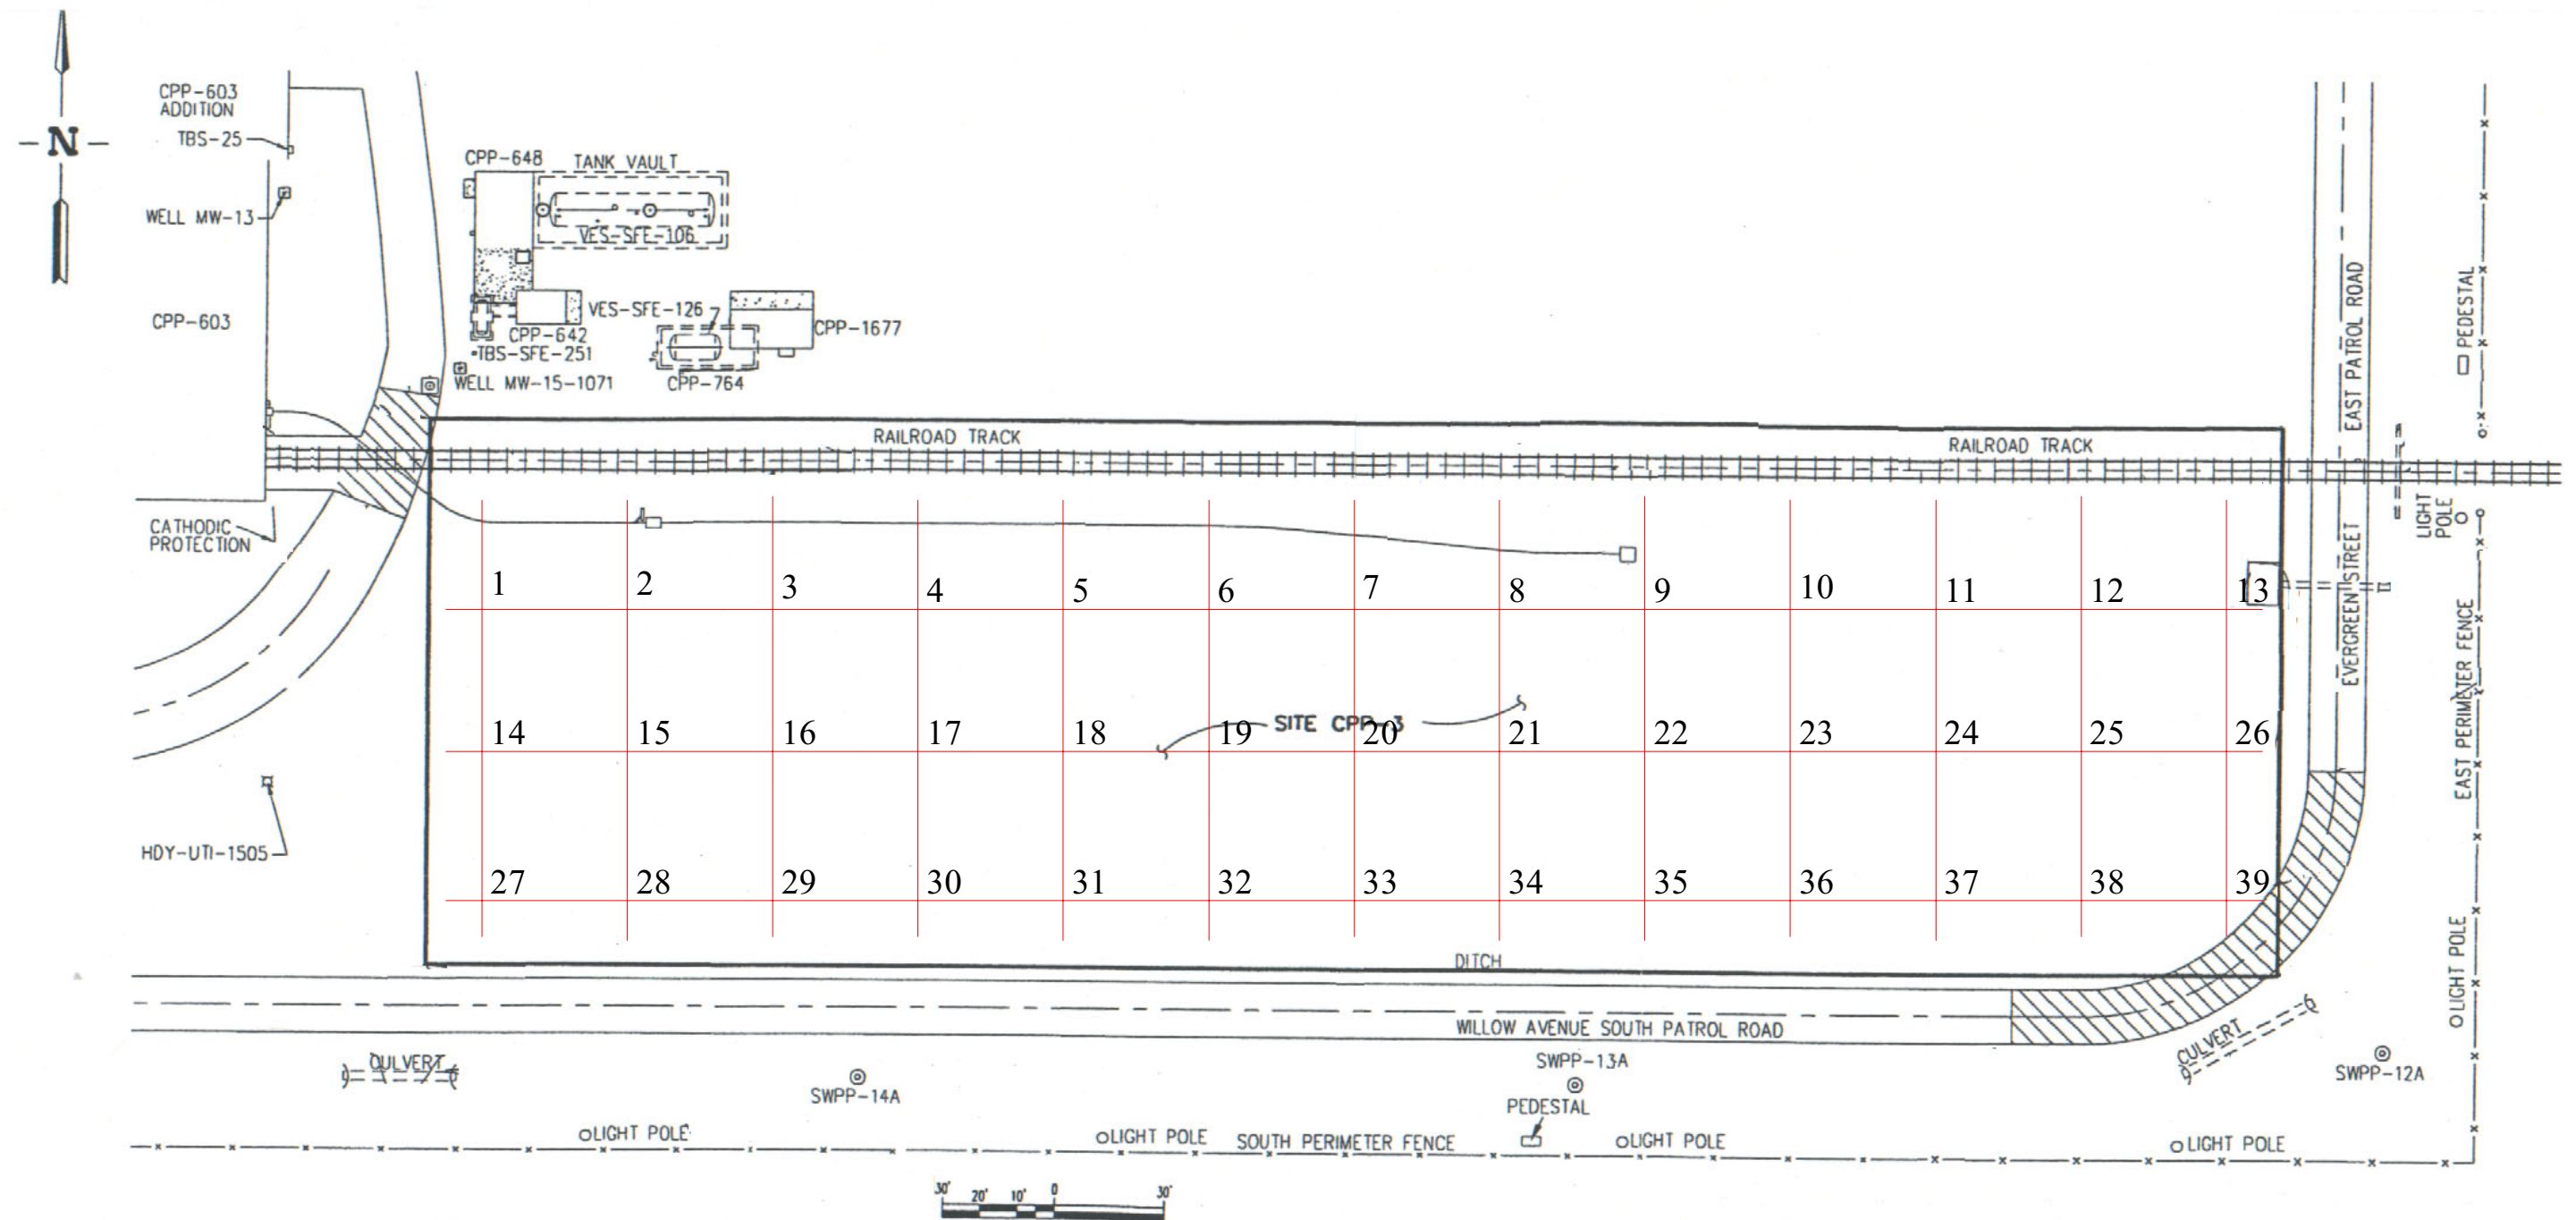 CPP-603
ADDITION
TBS-25
N
WELL MW-13
CPP-603
CPP-648
TANK VAULT
VES-SFE-106
VES-SFE-126
CPP-642
TBS-SFE-251
WELL MW-15-1071
CPP-764
CPP-1677
EAST PATROL ROAD
PEDESTAL
RAILROAD TRACK
RAILROAD TRACK
CATHODIC
PROTECTION
LIGHT
POLE
EVERGREEN STREET
EAST PERIMETER FENCE
1 2 3 4 5 6 7 8 9 10 11 12 13
SITE CPP-3
14 15 16 17 18 19 20 21 22 23 24 25 26
HDY-UTI-1505
27 28 29 30 31 32 33 34 35 36 37 38 39
LIGHT POLE
DITCH
WILLOW AVENUE SOUTH PATROL ROAD
CULVERT
SWPP-14A
SWPP-13A
PEDESTAL
CULVERT
SWPP-12A
LIGHT POLE
LIGHT POLE
SOUTH PERIMETER FENCE
LIGHT POLE
LIGHT POLE
30' 20' 10' 0 30'